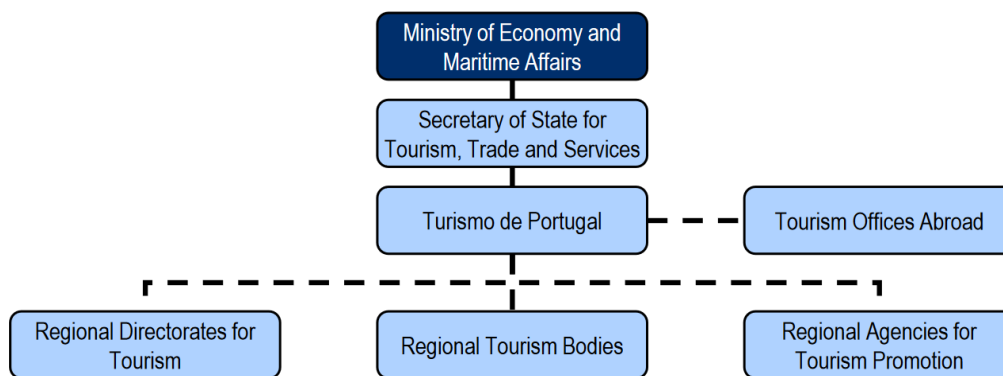 Ministry of Economy and
Maritime Affairs
Secretary of State for
Tourism, Trade and Services
Turismo de Portugal
Tourism Offices Abroad
Regional Directorates for
Tourism
Regional Tourism Bodies
Regional Agencies for
Tourism Promotion